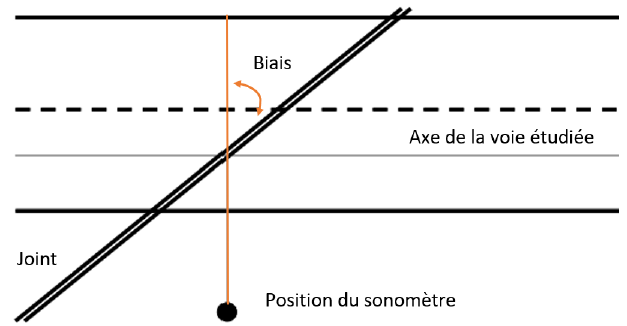 Biais
Axe de la voie étudiée
Joint
Position du sonomètre